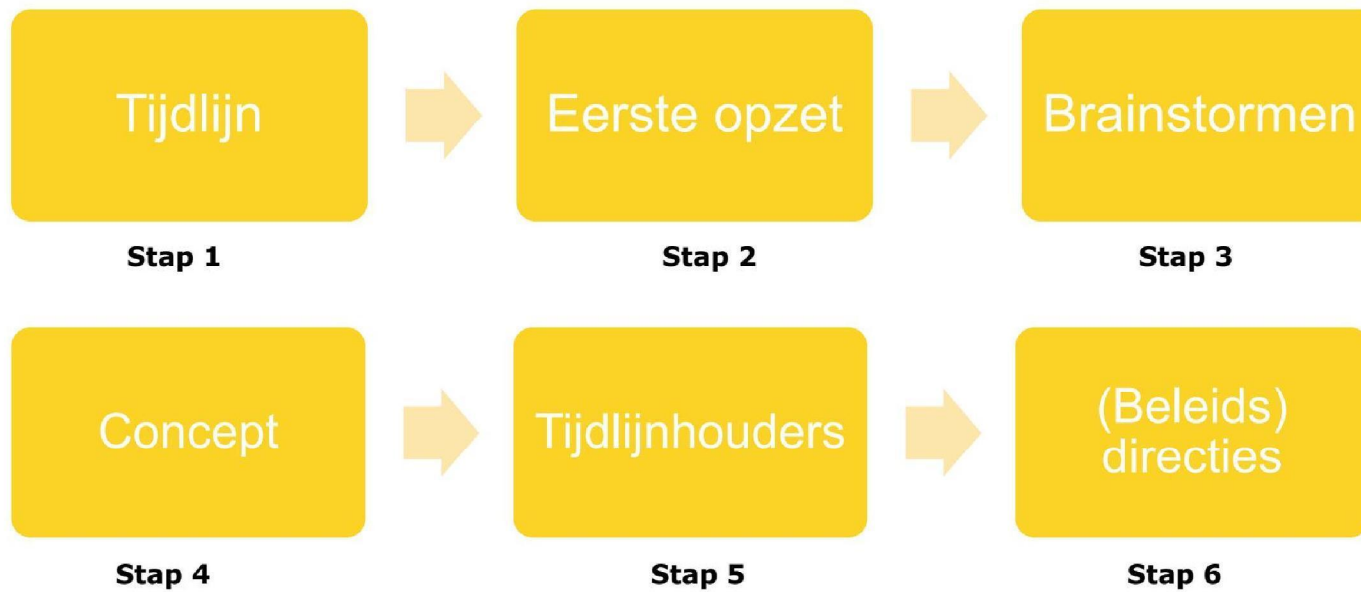 Tijdlijn
Eerste opzet
Brainstormen
Stap 1
Stap 2
Stap 3
Concept
Tijdlijnhouders
(Beleids)
directies
Stap 4
Stap 5
Stap 6